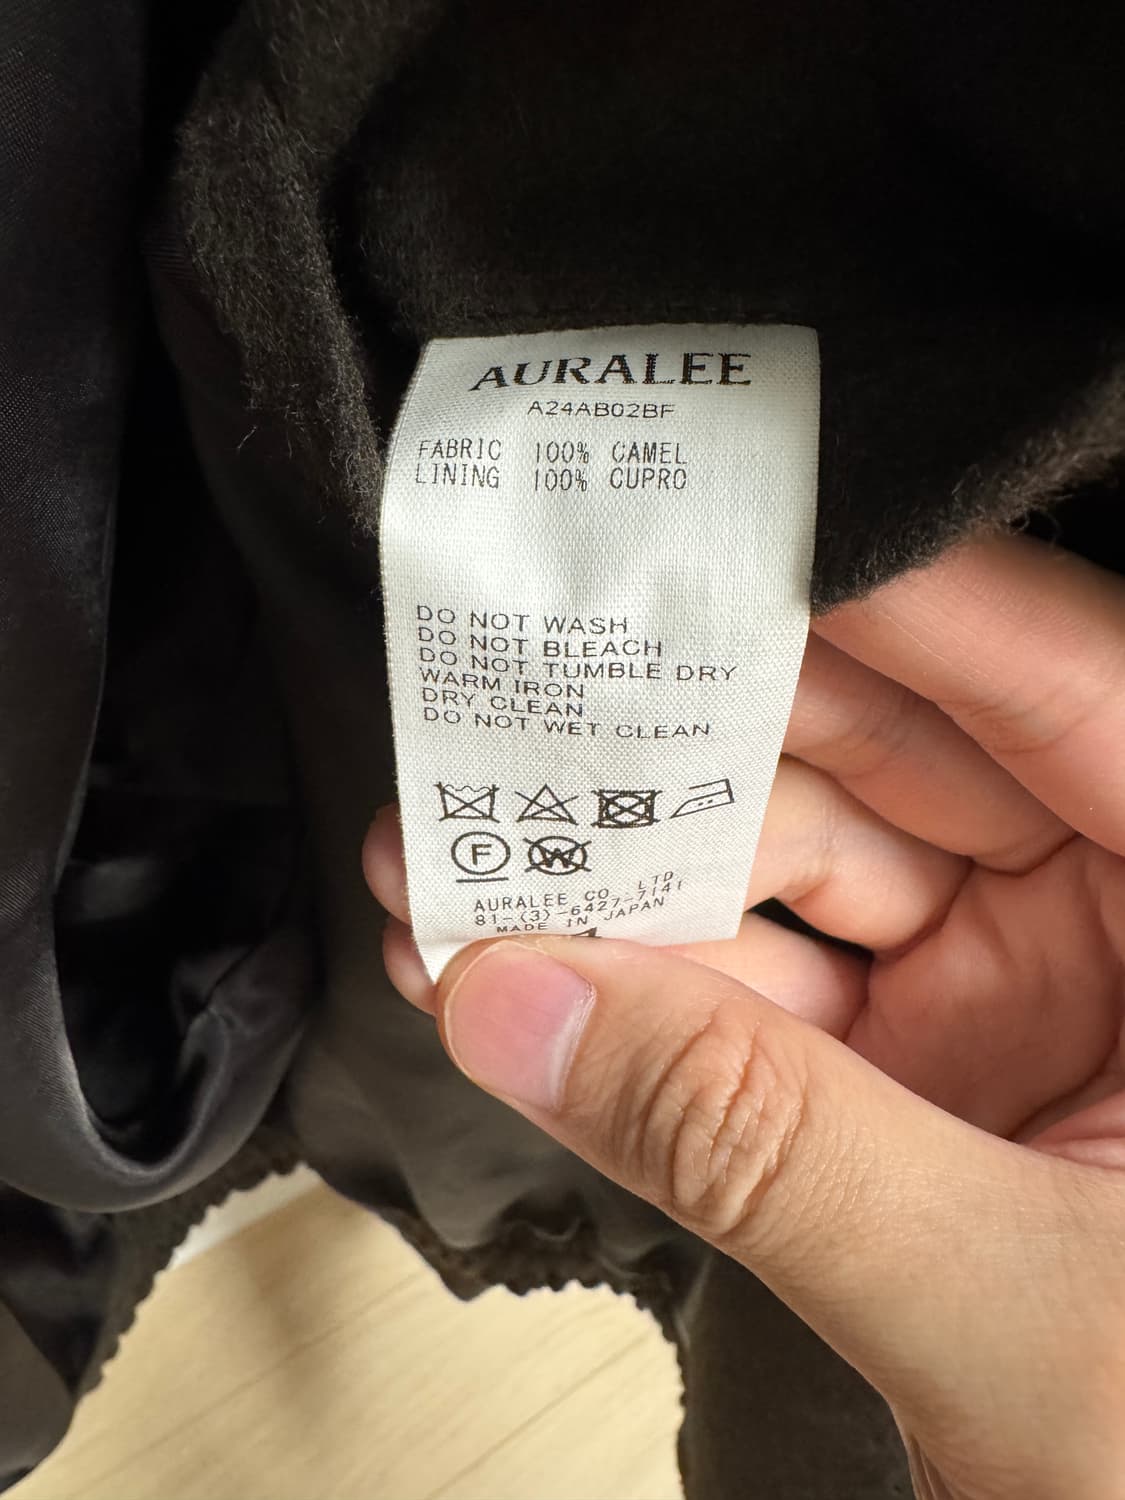 AURALEE
A24AB02BF
FABRIC 100% CAMEL
LINING 100% CUPRO
DO NOT WASH
DO NOT BLEACH
DO NOT TUMBLE DRY
WARM IRON
DRY CLEAN
DO NOT WET CLEAN
F W
AURALEE CO. LTD.
81-(3)-6427-7141
MADE IN JAPAN